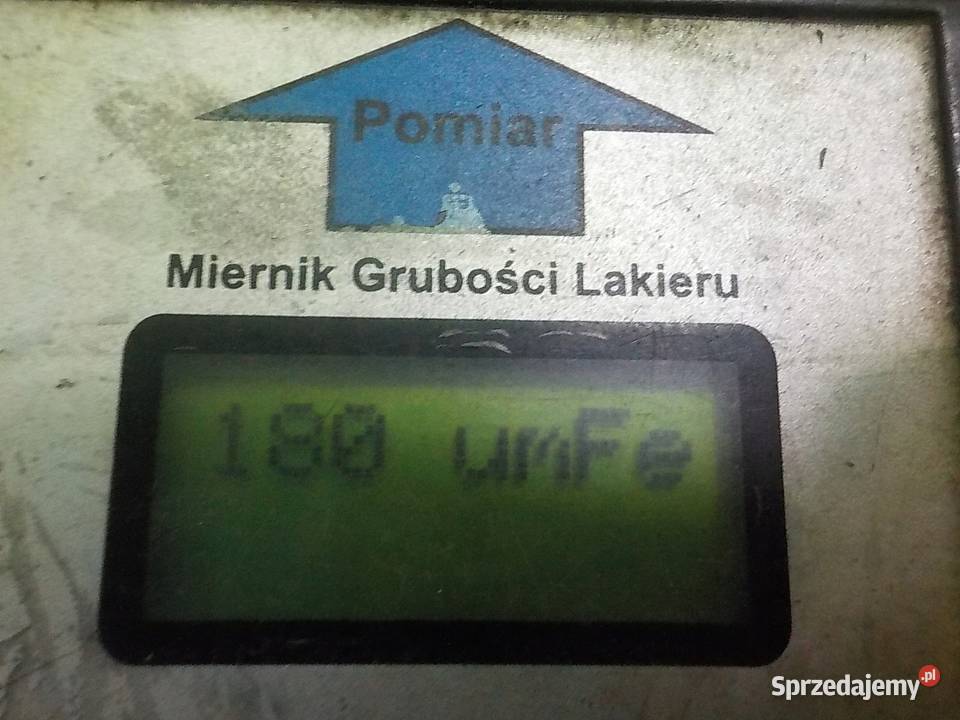 Pomiar
Miernik Grubości Lakieru
180 umFe
Sprzedajemy.pl